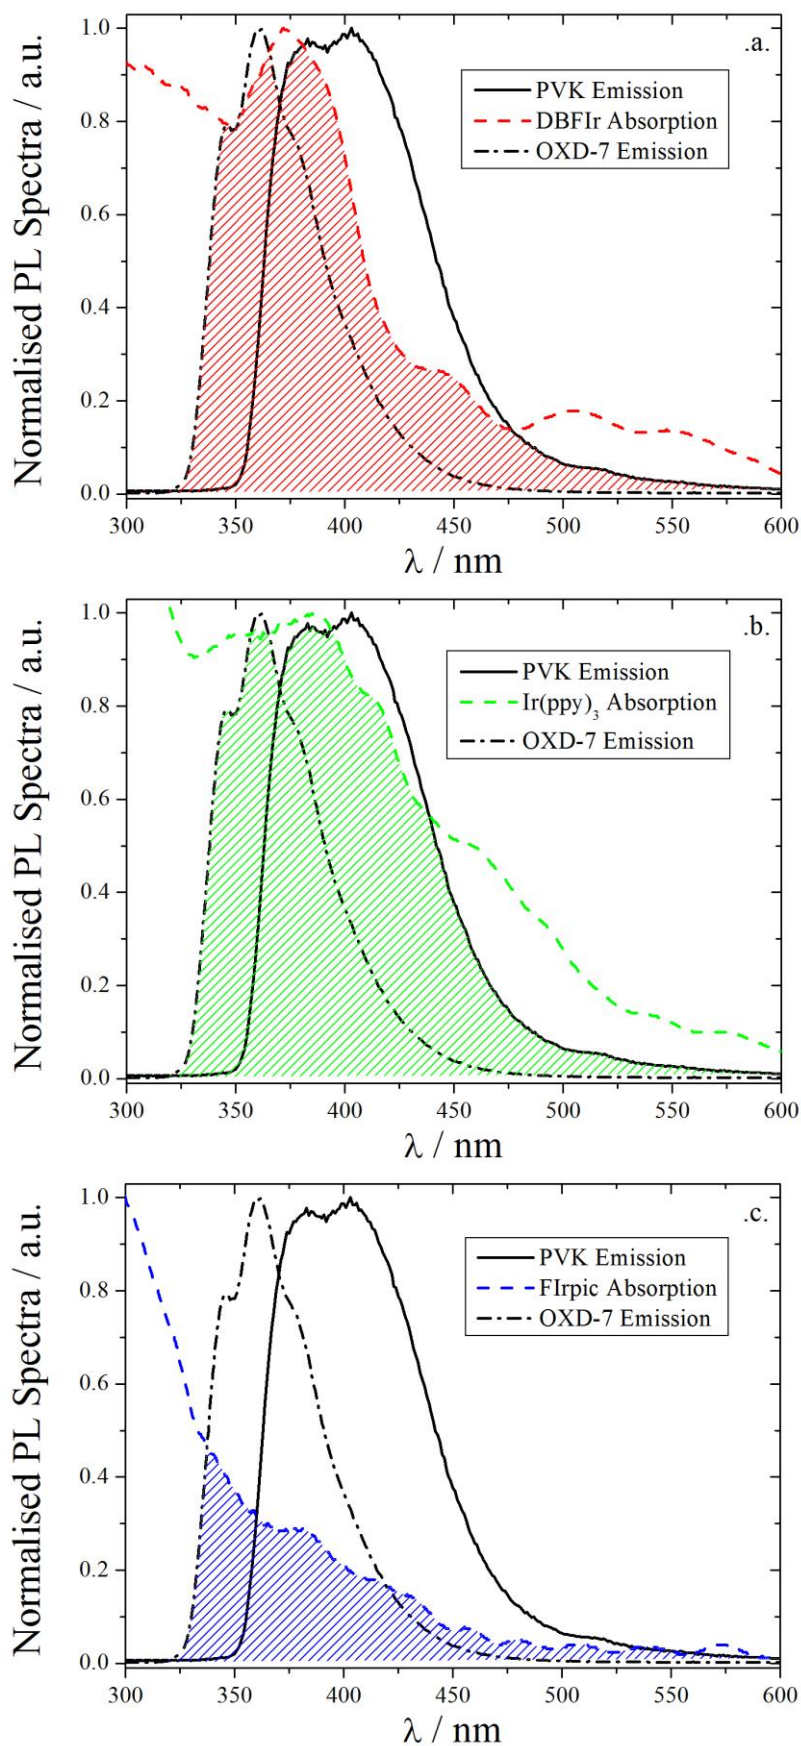 .a.
PVK Emission
DBFIr Absorption
OXD-7 Emission
Normalised PL Spectra / a.u.
1.0
0.8
0.6
0.4
0.2
0.0
300 350 400 450 500 550 600
λ / nm
.b.
PVK Emission
Ir(ppy)3 Absorption
OXD-7 Emission
Normalised PL Spectra / a.u.
1.0
0.8
0.6
0.4
0.2
0.0
300 350 400 450 500 550 600
λ / nm
.c.
PVK Emission
FIrpic Absorption
OXD-7 Emission
Normalised PL Spectra / a.u.
1.0
0.8
0.6
0.4
0.2
0.0
300 350 400 450 500 550 600
λ / nm